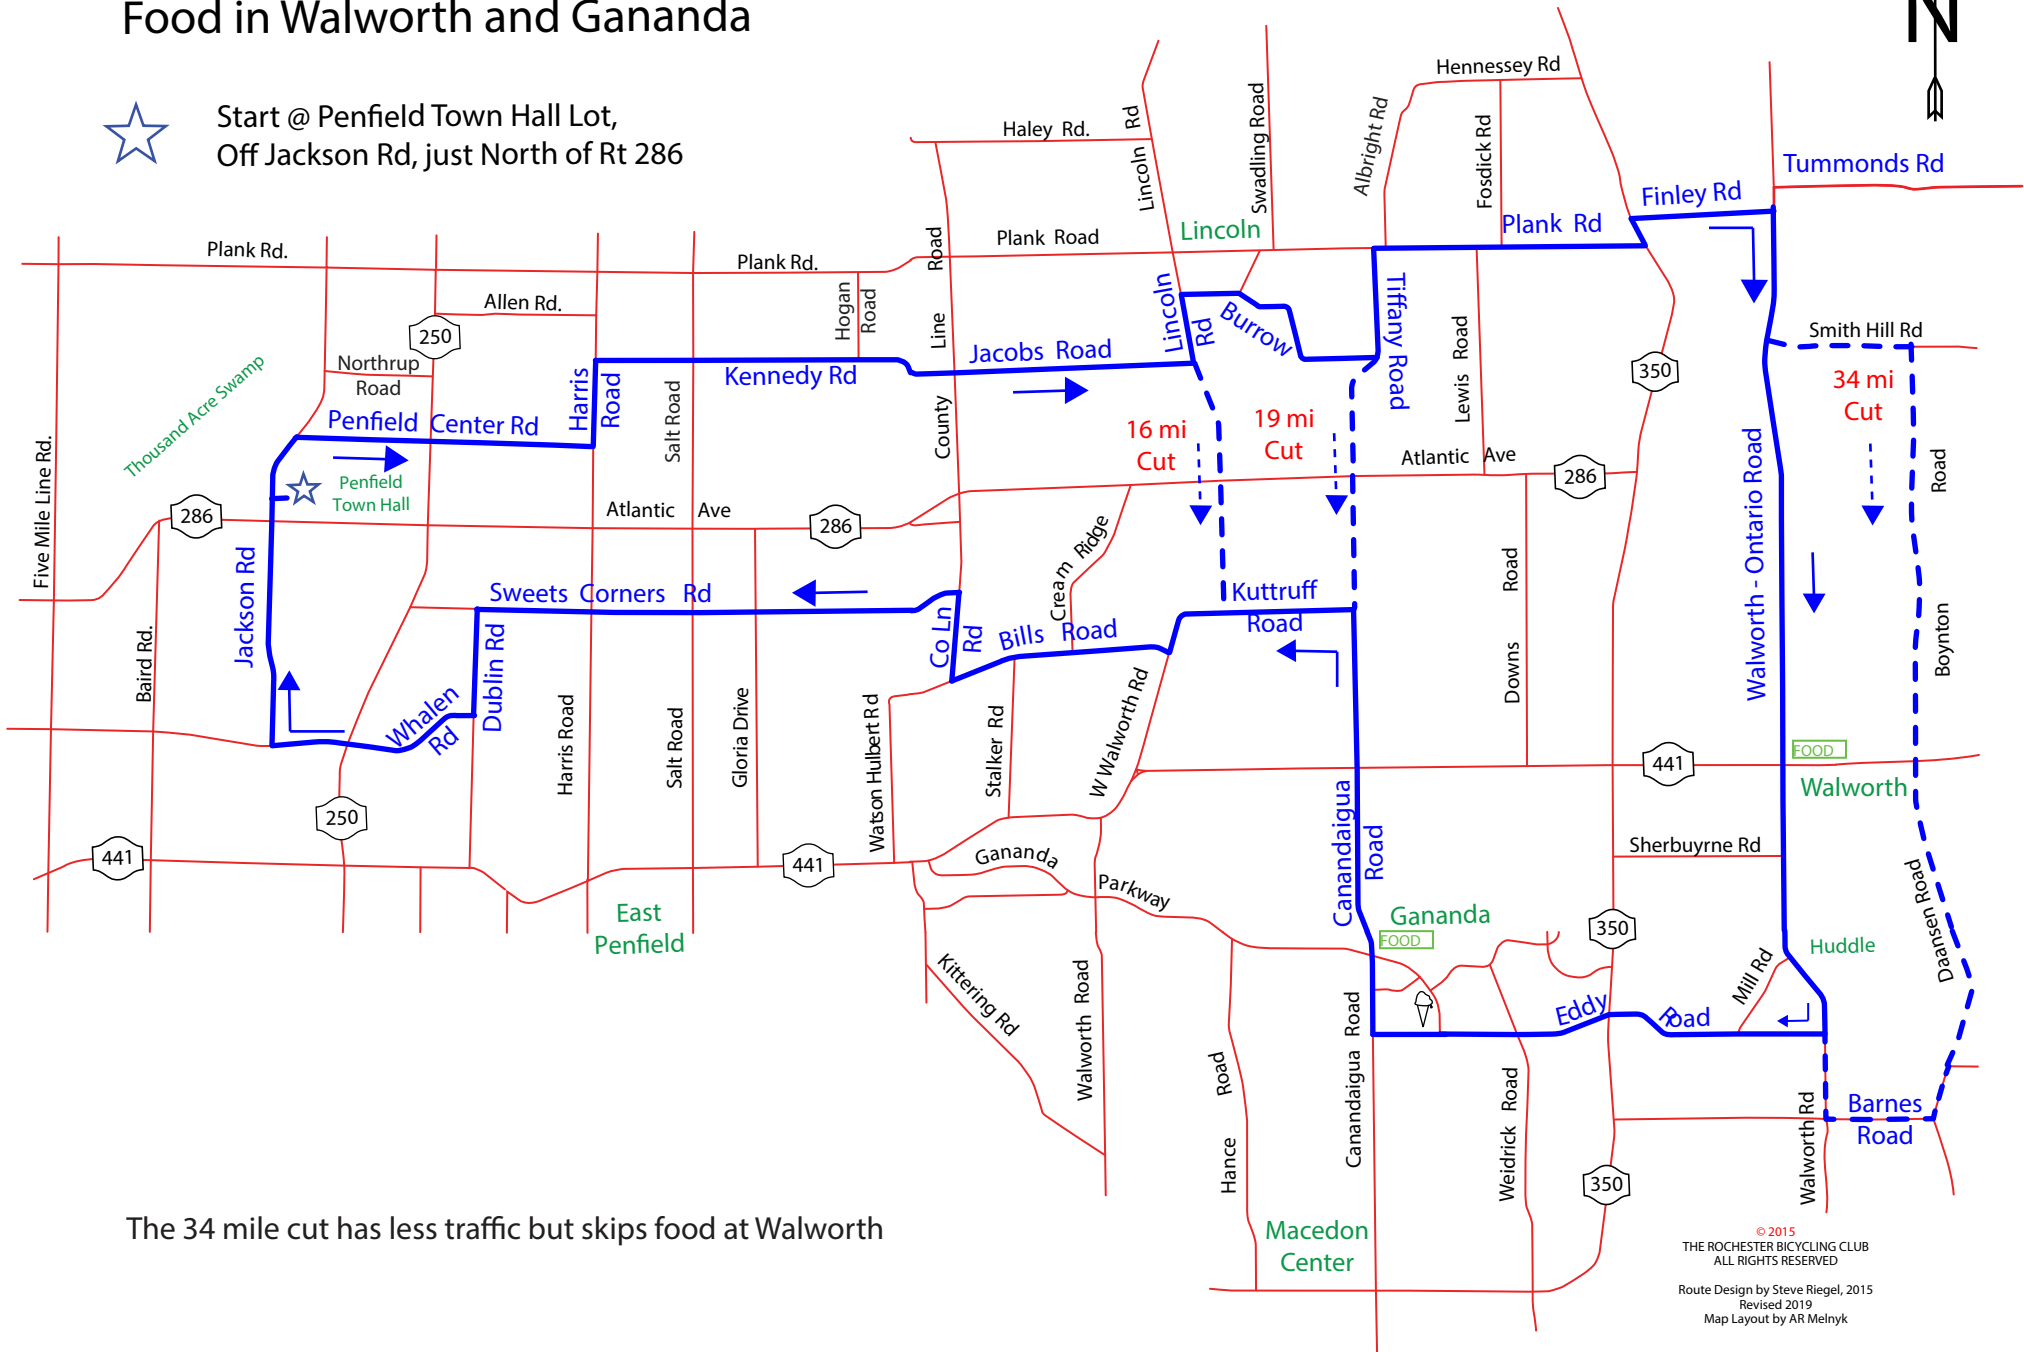 Food in Walworth and Gananda
N
Start @ Penfield Town Hall Lot,
Off Jackson Rd, just North of Rt 286
Hennessey Rd
Haley Rd.
Lincoln Rd
Swadling Road
Albright Rd
Fosdick Rd
Tummonds Rd
Finley Rd
Plank Rd
Lincoln
Plank Road
Plank Rd.
Plank Rd.
Allen Rd.
250
Hogan
Road
County Line Road
Lincoln
Rd
Burrow
Tiffany Road
Lewis Road
350
Smith Hill Rd
34 mi
Cut
Northrup
Road
Thousand Acre Swamp
Harris
Road
Kennedy Rd
Jacobs Road
Penfield Center Rd
Salt Road
16 mi
Cut
19 mi
Cut
Atlantic Ave
286
Walworth - Ontario Road
Boynton Road
Five Mile Line Rd.
Penfield
Town Hall
286
Atlantic Ave
286
Cream Ridge
Downs Road
Jackson Rd
Sweets Corners Rd
Kuttruff
Road
Co Ln
Rd
Bills Road
Baird Rd.
Dublin Rd
Whalen
Rd
Harris Road
Salt Road
Gloria Drive
Watson Hulbert Rd
Stalker Rd
W Walworth Rd
441
FOOD
Walworth
250
Canandaigua
Road
Sherbuyrne Rd
441
441
Gananda
Parkway
Daansen Road
East
Penfield
Gananda
FOOD
350
Huddle
Mill Rd
Kittering Rd
Walworth Road
Eddy Road
Hance Road
Canandaigua Road
Weidrick Road
Walworth Rd
Barnes
Road
350
The 34 mile cut has less traffic but skips food at Walworth
Macedon
Center
© 2015
THE ROCHESTER BICYCLING CLUB
ALL RIGHTS RESERVED
Route Design by Steve Riegel, 2015
Revised 2019
Map Layout by AR Melnyk